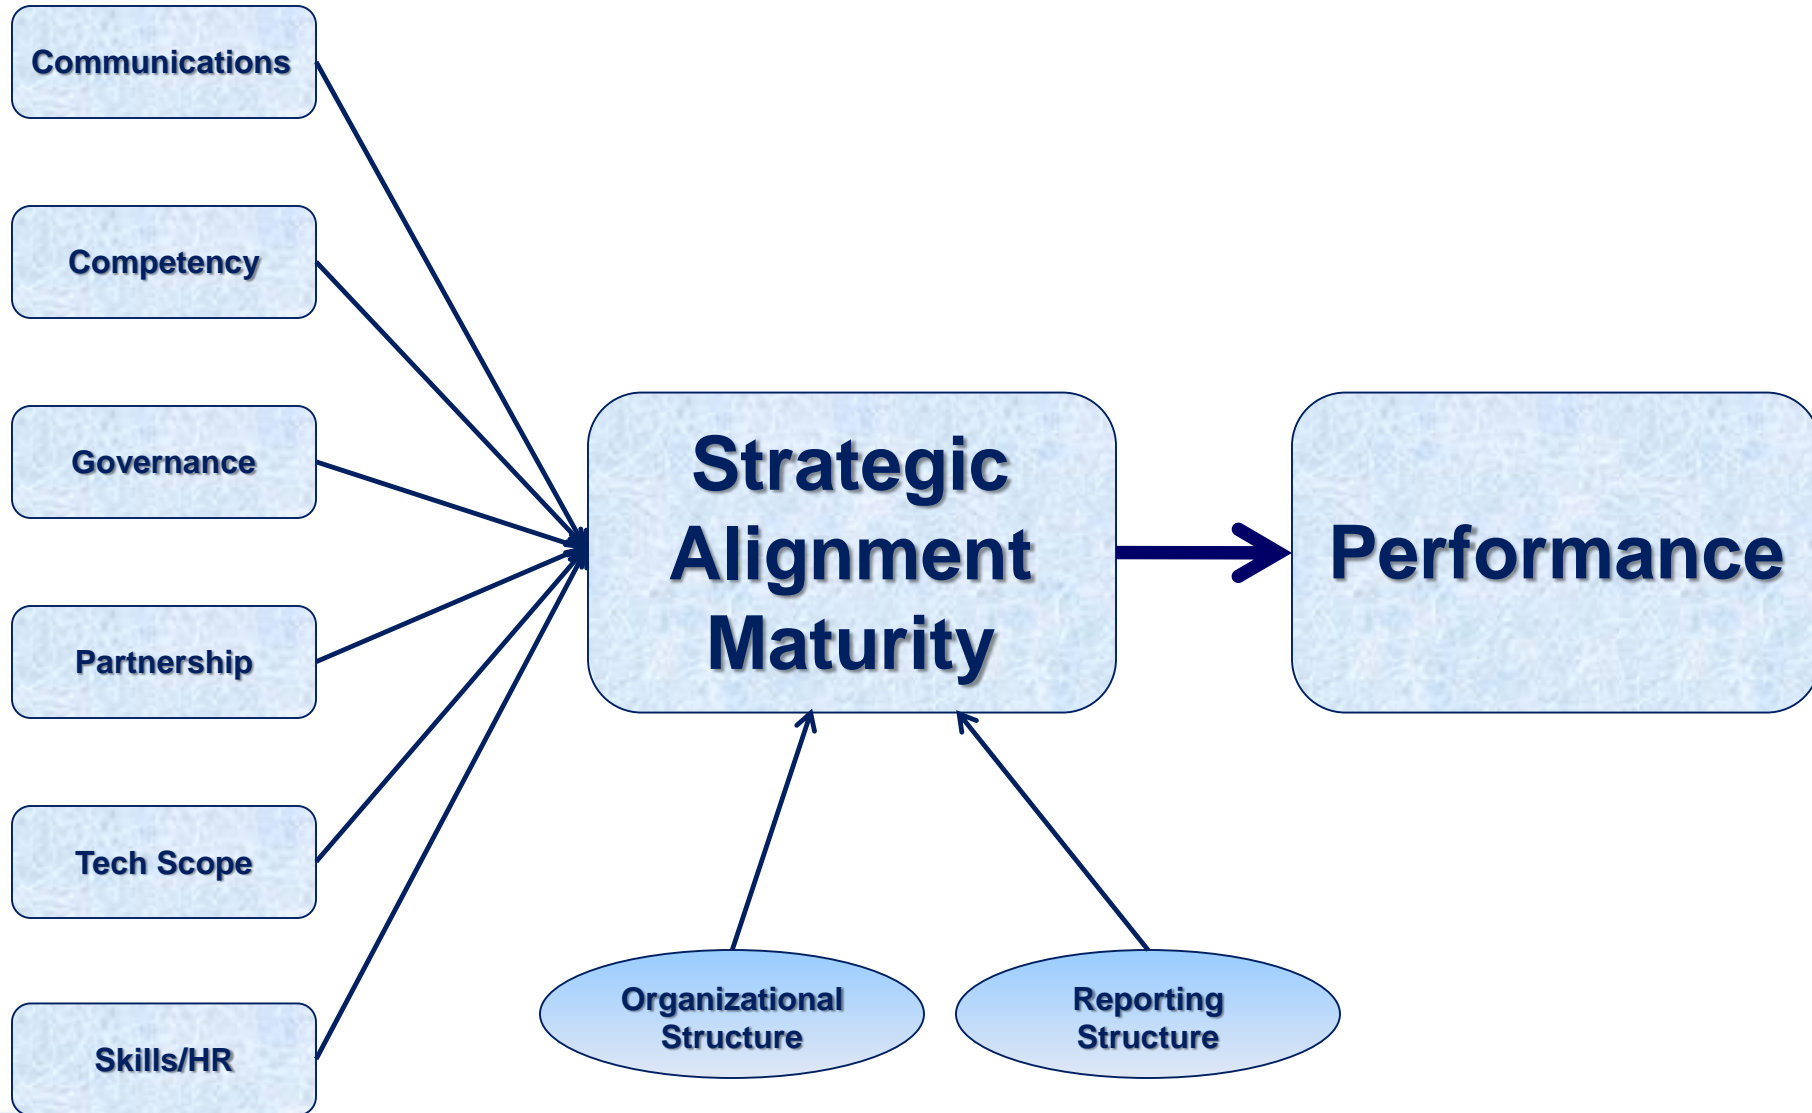 Communications
Competency
Governance
Partnership
Tech Scope
Skills/HR
Strategic
Alignment
Maturity
Performance
Organizational
Structure
Reporting
Structure